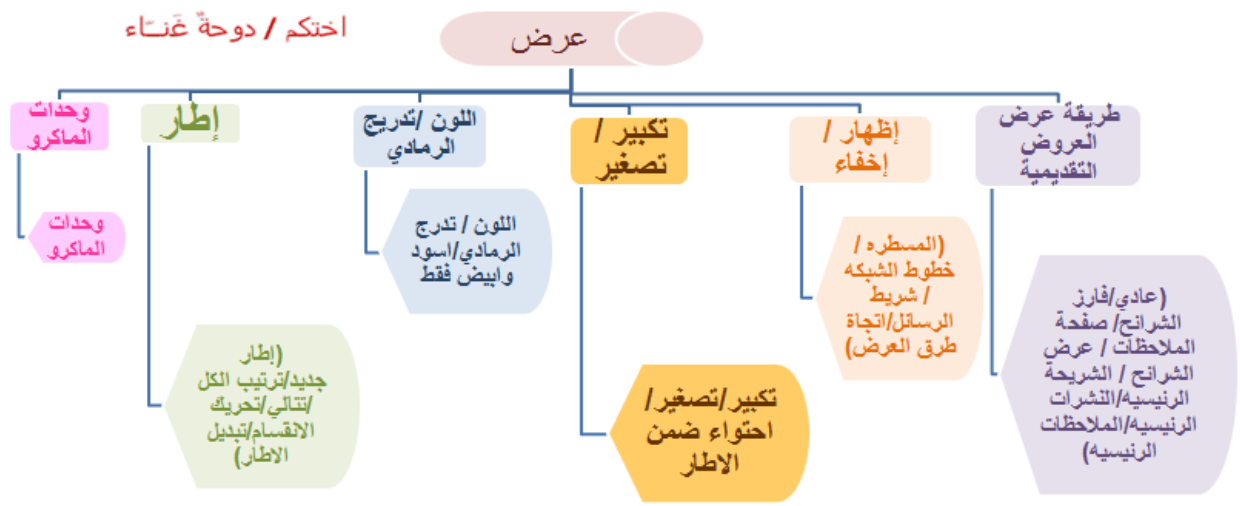 اختكم / دوحةٌ غَنــَّاء
عرض
طريقة عرض
العروض
التقديمية
إظهار /
إخفاء
تكبير /
تصغير
اللون /تدريج
الرمادي
إطار
وحدات
الماكرو
(عادي/فارز
الشرائح/ صفحة
الملاحظات / عرض
الشرائح / الشريحة
الرئيسيه/النشرات
الرئيسيه/الملاحظات
الرئيسيه)
(المسطره /
خطوط الشبكه
/ شريط
الرسائل/اتجاة
طرق العرض)
تكبير/تصغير/
احتواء ضمن
الاطار
اللون / تدرج
الرمادي/اسود
وابيض فقط
(إطار
جديد/ترتيب الكل
/تتالي/تحريك
الانقسام/تبديل
الاطار)
وحدات
الماكرو